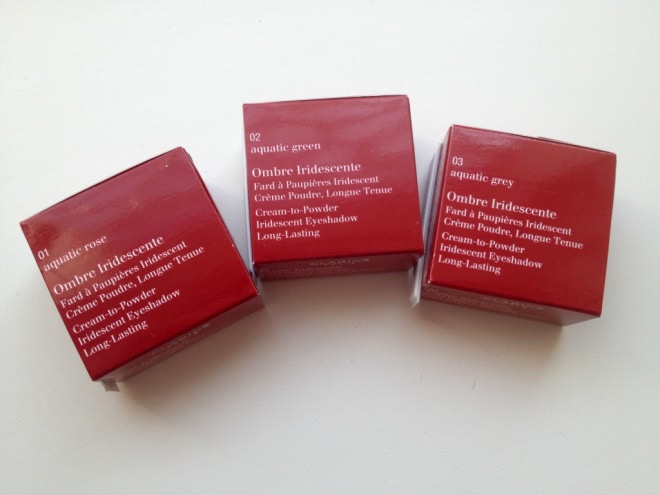 01
aquatic rose
Ombre Iridescente
Fard à Paupières Iridescent
Crème Poudre, Longue Tenue
Cream-to-Powder
Iridescent Eyeshadow
Long-Lasting
02
aquatic green
Ombre Iridescente
Fard à Paupières Iridescent
Crème Poudre, Longue Tenue
Cream-to-Powder
Iridescent Eyeshadow
Long-Lasting
03
aquatic grey
Ombre Iridescente
Fard à Paupières Iridescent
Crème Poudre, Longue Tenue
Cream-to-Powder
Iridescent Eyeshadow
Long-Lasting